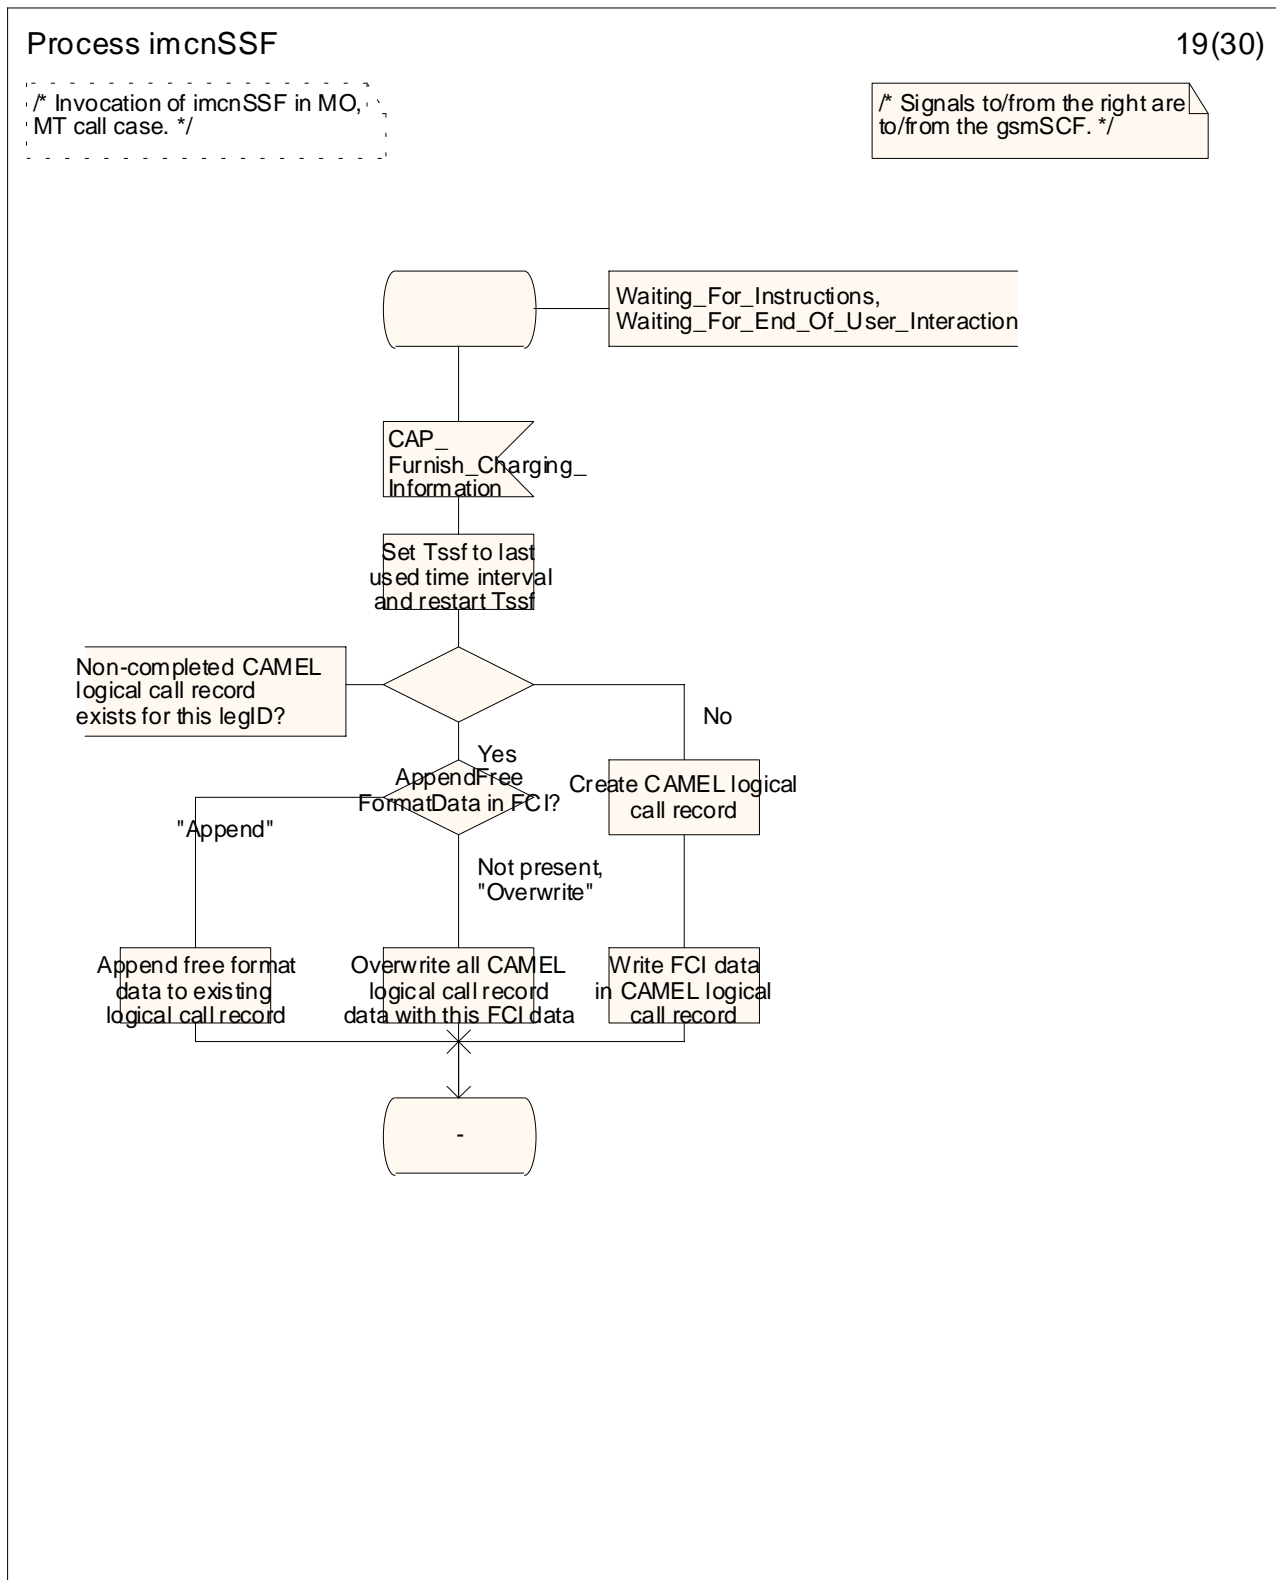 Process imcnSSF
19(30)
/* Invocation of imcnSSF in MO,
MT call case. */
/* Signals to/from the right are
to/from the gsmSCF. */
Waiting_For_Instructions,
Waiting_For_End_Of_User_Interaction
CAP_
Furnish_Charging_
Information
Set Tssf to last
used time interval
and restart Tssf
Non-completed CAMEL
logical call record
exists for this legID?
No
Yes
AppendFree
FormatData in FCI?
Create CAMEL logical
call record
"Append"
Not present,
"Overwrite"
Append free format
data to existing
logical call record
Overwrite all CAMEL
logical call record
data with this FCI data
Write FCI data
in CAMEL logical
call record
-